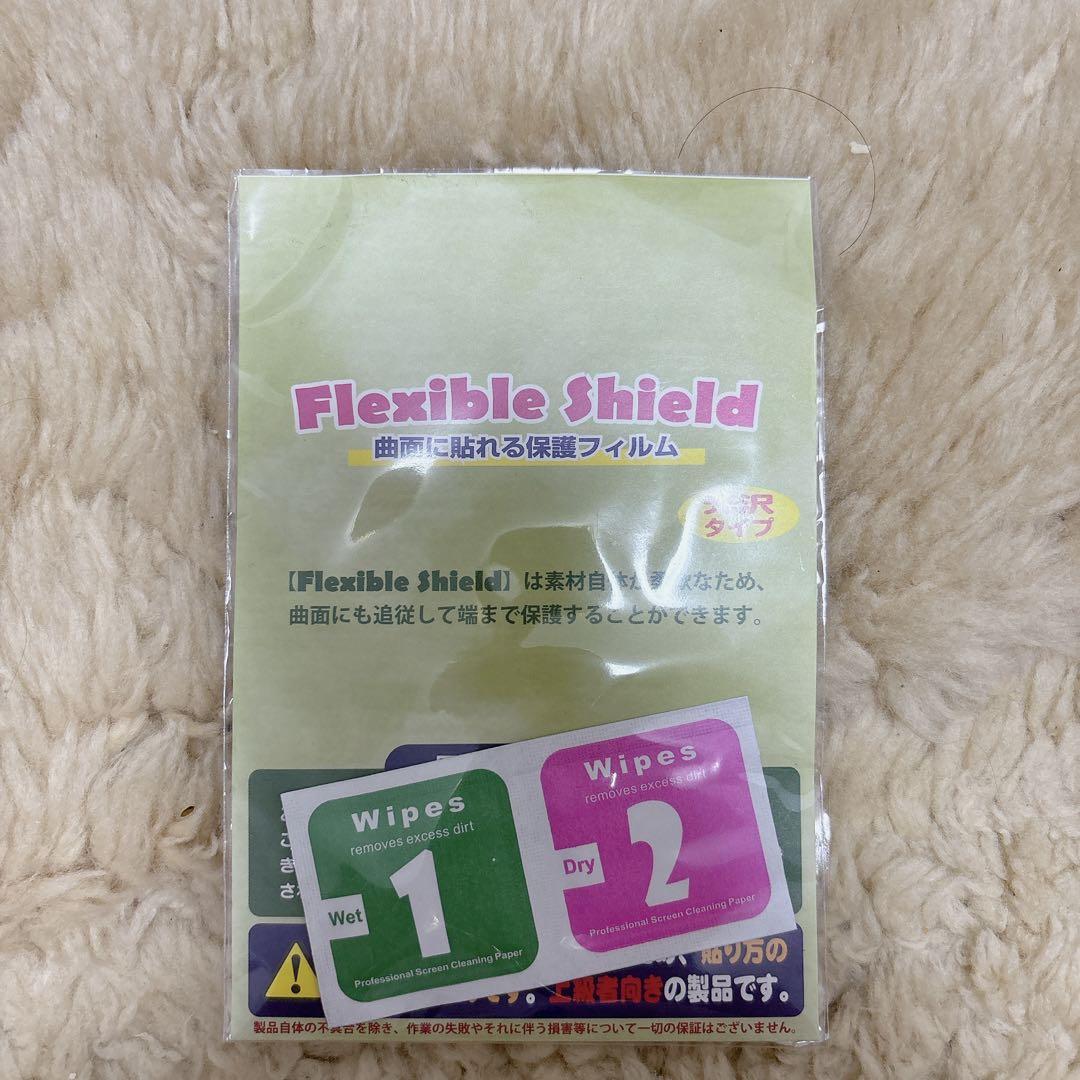 Flexible Shield
曲面に貼れる保護フィルム
光沢
タイプ
【Flexible Shield】は素材自体が柔軟なため、
曲面にも追従して端まで保護することができます。
Wipes
removes excess dirt
1
Wet
Professional Screen Cleaning Paper
Wipes
removes excess dirt
2
Dry
Professional Screen Cleaning Paper
き
、貼り方の
す。上級者向きの製品です。
製品自体の不具合を除き、作業の失敗やそれに伴う損害等について一切の保証はございません。